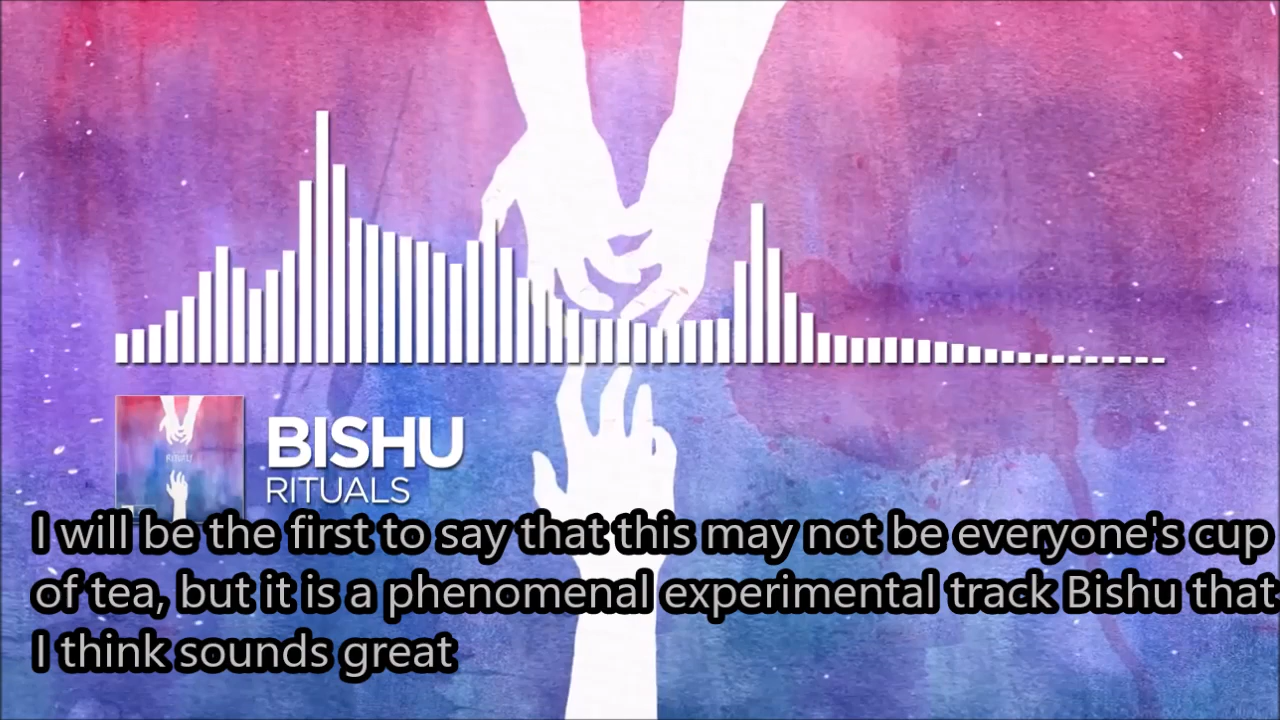 BISHU
RITUALS
I will be the first to say that this may not be everyone's cup
of tea, but it is a phenomenal experimental track Bishu that
I think sounds great